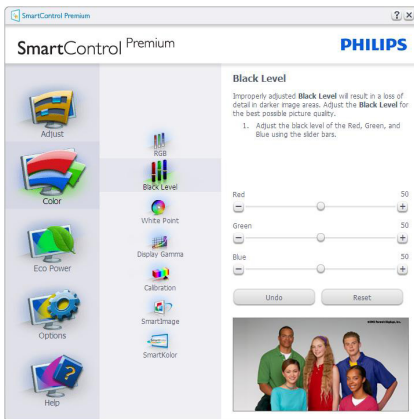 SmartControl Premium
? x
SmartControl Premium
PHILIPS
Adjust
Color
Eco Power
Options
Help
RGB
Black Level
White Point
Display Gamma
Calibration
SmartImage
SmartKolor
Black Level
Improperly adjusted Black Level will result in a loss of
detail in darker image areas. Adjust the Black Level for
the best possible picture quality.
1. Adjust the black level of the Red, Green, and
Blue using the slider bars.
Red 50
Green 50
Blue 50
Undo Reset